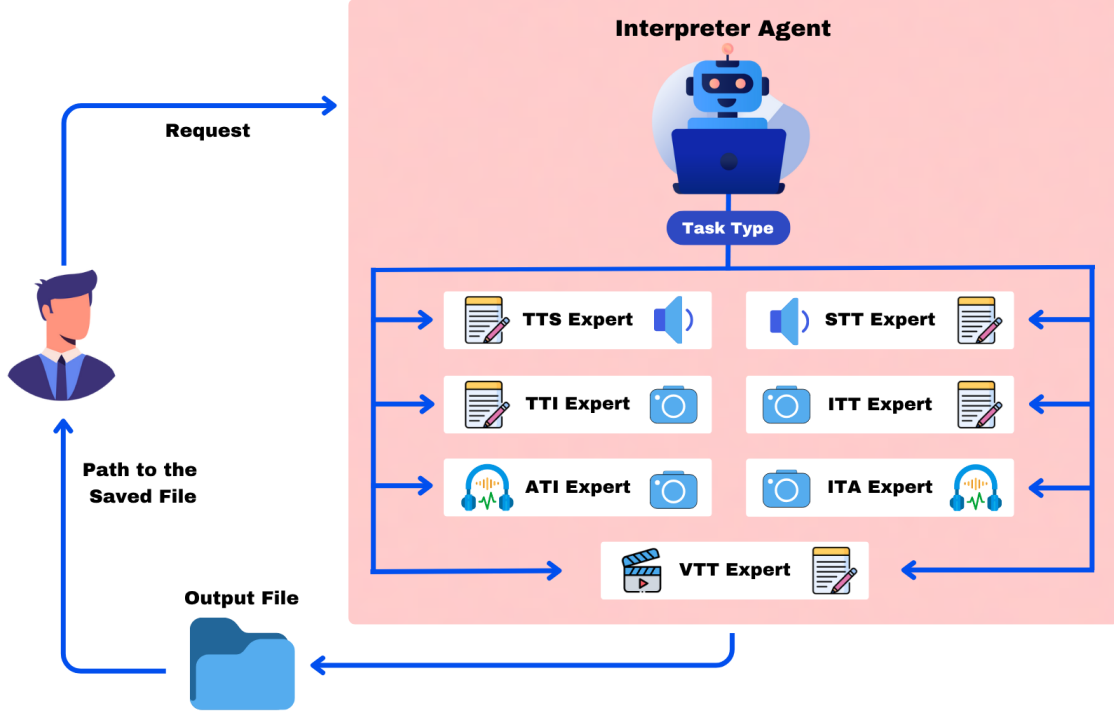 Interpreter Agent
Request
Task Type
TTS Expert
STT Expert
TTI Expert
ITT Expert
ATI Expert
ITA Expert
VTT Expert
Path to the
Saved File
Output File